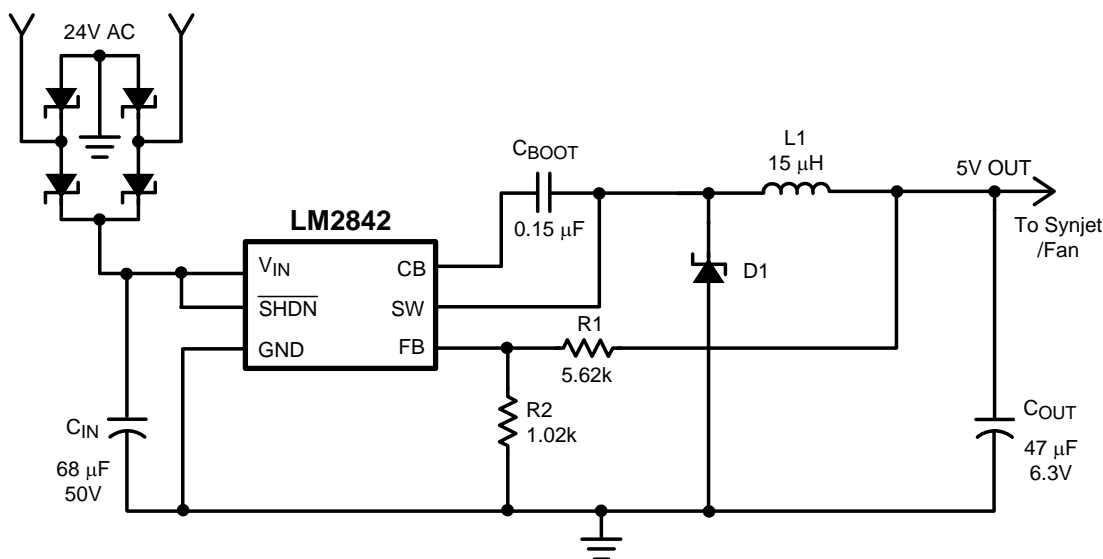 24V AC
C_BOOT
0.15 μF
L1
15 μH
5V OUT
To Synjet
/Fan
LM2842
V_IN
SHDN
GND
CB
SW
FB
D1
R1
5.62k
R2
1.02k
C_IN
68 μF
50V
C_OUT
47 μF
6.3V